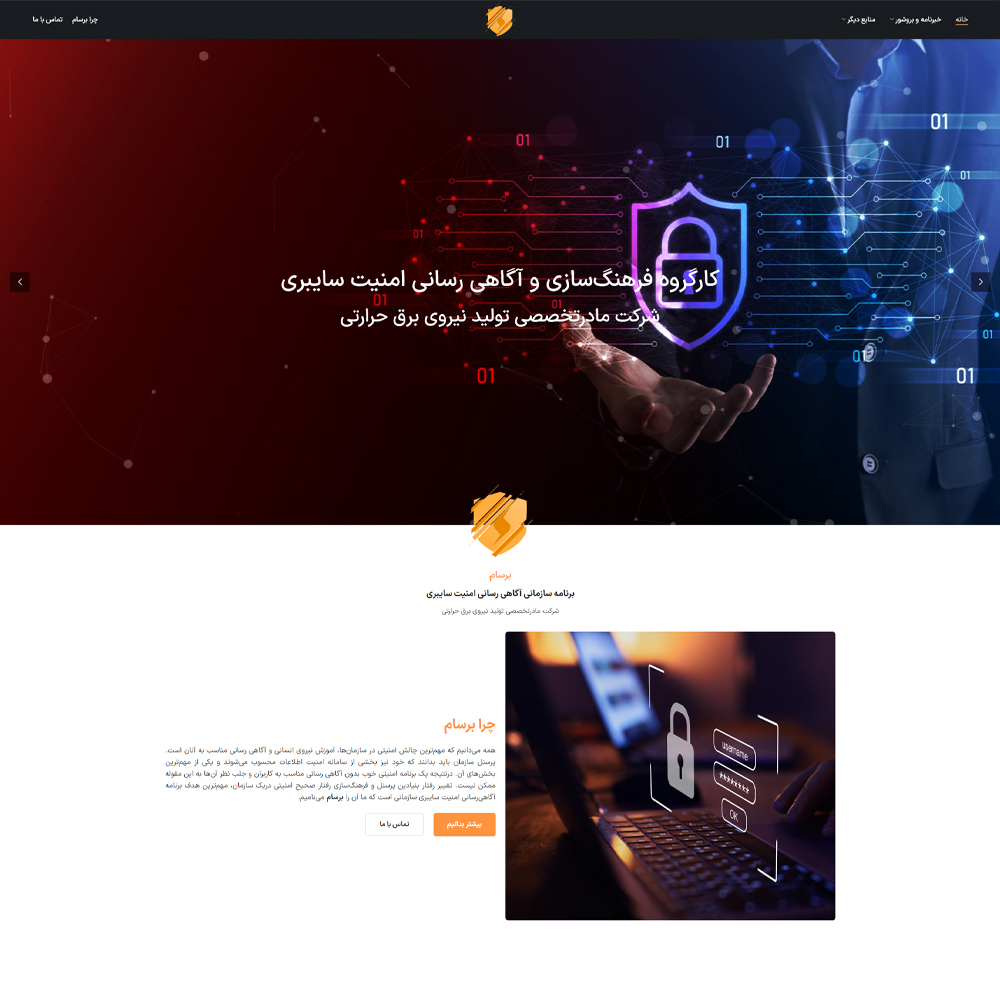 خانه
خبرنامه و بروشور
منابع دیگر
چرا برسام
تماس با ما
01
01
01
01
01
01
01
01
01
01
01
کارگروه فرهنگ‌سازی و آگاهی رسانی امنیت سایبری
شرکت مادرتخصصی تولید نیروی برق حرارتی
برسام
برنامه سازمانی آگاهی رسانی امنیت سایبری
شرکت مادرتخصصی تولید نیروی برق حرارتی
چرا برسام
همه می‌دانیم که مهم‌ترین چالش امنیتی در سازمان‌ها، آموزش نیروی انسانی و آگاهی رسانی مناسب به آنان است.
پرسنل سازمان باید بدانند که خود نیز بخشی از سامانه امنیت اطلاعات محسوب می‌شوند و یکی از مهم‌ترین
بخش‌های آن. درنتیجه یک برنامه امنیتی خوب بدون آگاهی رسانی مناسب به کاربران و جلب نظر آن‌ها به این مقوله
ممکن نیست. تغییر رفتار بنیادین پرسنل و فرهنگ‌سازی رفتار صحیح امنیتی دریک سازمان، مهم‌ترین هدف برنامه
آگاهی‌رسانی امنیت سایبری سازمانی است که ما آن را برسام می‌نامیم.
بیشتر بدانیم
تماس با ما
username
********
OK